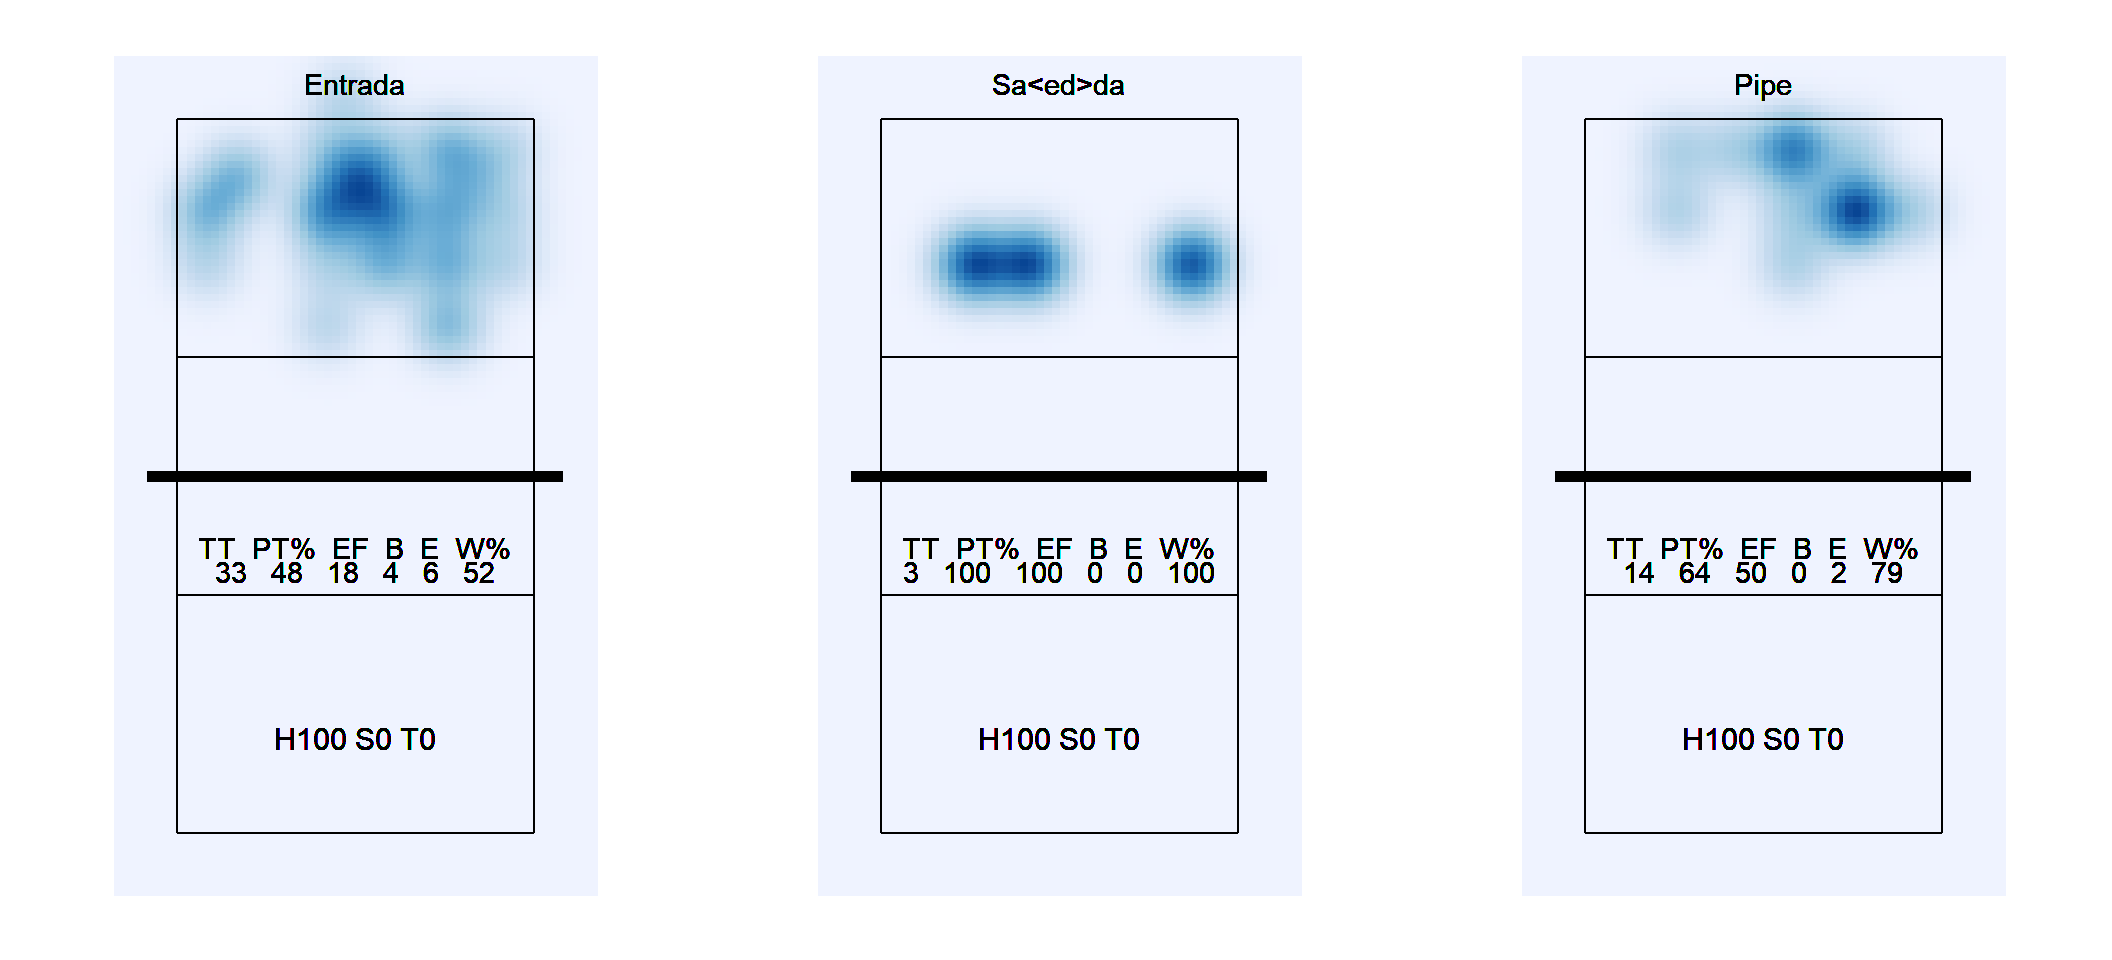 Entrada
TT PT% EF B E W%
33 48 18 4 6 52
H100 S0 T0
Sa<ed>da
TT PT% EF B E W%
3 100 100 0 0 100
H100 S0 T0
Pipe
TT PT% EF B E W%
14 64 50 0 2 79
H100 S0 T0